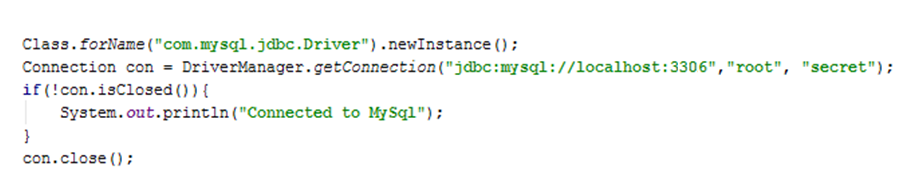 Class.forName("com.mysql.jdbc.Driver").newInstance();
Connection con = DriverManager.getConnection("jdbc:mysql://localhost:3306","root", "secret");
if(!con.isClosed()){
    System.out.println("Connected to MySql");
}
con.close();